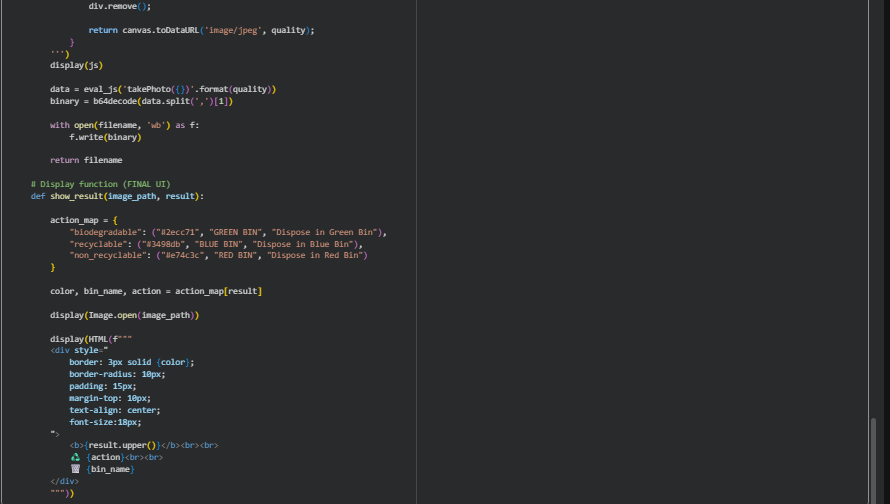 div.remove();
return canvas.toDataURL('image/jpeg', quality);
}
''')
display(js)
data = eval_js('takePhoto({})'.format(quality))
binary = b64decode(data.split(',')[1])
with open(filename, 'wb') as f:
f.write(binary)
return filename
# Display function (FINAL UI)
def show_result(image_path, result):
action_map = {
"biodegradable": ("#2ecc71", "GREEN BIN", "Dispose in Green Bin"),
"recyclable": ("#3498db", "BLUE BIN", "Dispose in Blue Bin"),
"non_recyclable": ("#e74c3c", "RED BIN", "Dispose in Red Bin")
}
color, bin_name, action = action_map[result]
display(Image.open(image_path))
display(HTML(f"""
<div style="
border: 3px solid {color};
border-radius: 10px;
padding: 15px;
margin-top: 10px;
text-align: center;
font-size:18px;
">
<b>{result.upper()}</b><br><br>
♻️ {action}<br><br>
🗑️ {bin_name}
</div>
"""))